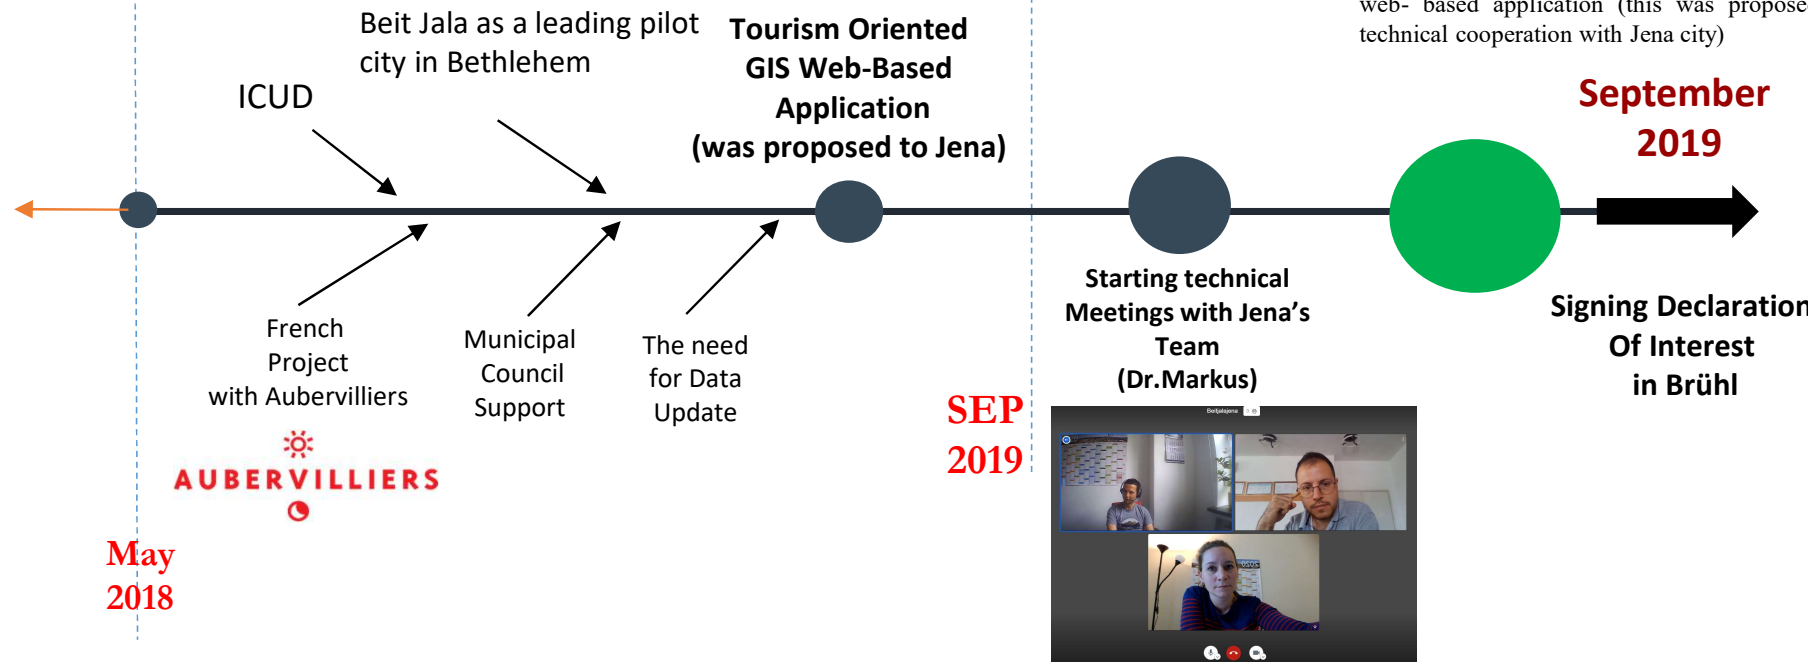 web- based application (this was proposed
technical cooperation with Jena city)
Beit Jala as a leading pilot
city in Bethlehem
ICUD
Tourism Oriented
GIS Web-Based
Application
(was proposed to Jena)
September
2019
French
Project
with Aubervilliers
Municipal
Council
Support
The need
for Data
Update
Starting technical
Meetings with Jena's
Team
(Dr.Markus)
Signing Declaration
Of Interest
in Brühl
AUBERVILLIERS
SEP
2019
May
2018
Beitjalajena